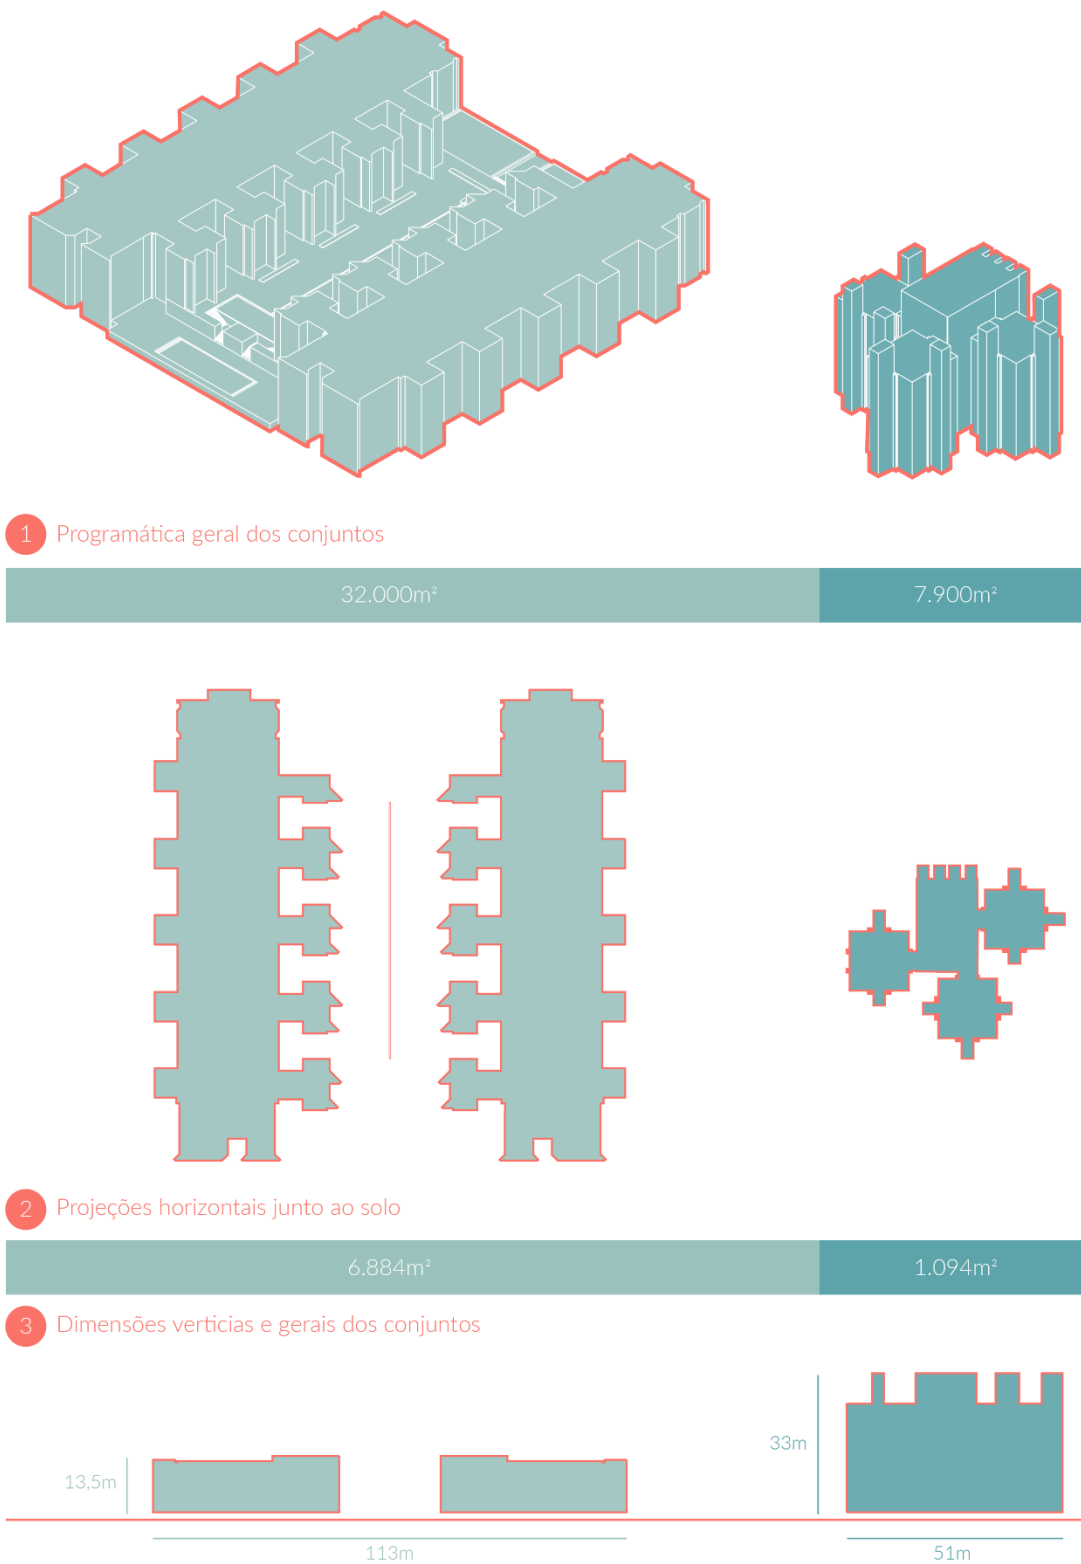 1 Programática geral dos conjuntos
32.000m² 7.900m²
2 Projeções horizontais junto ao solo
6.884m² 1.094m²
3 Dimensões verticias e gerais dos conjuntos
33m
13,5m
113m 51m